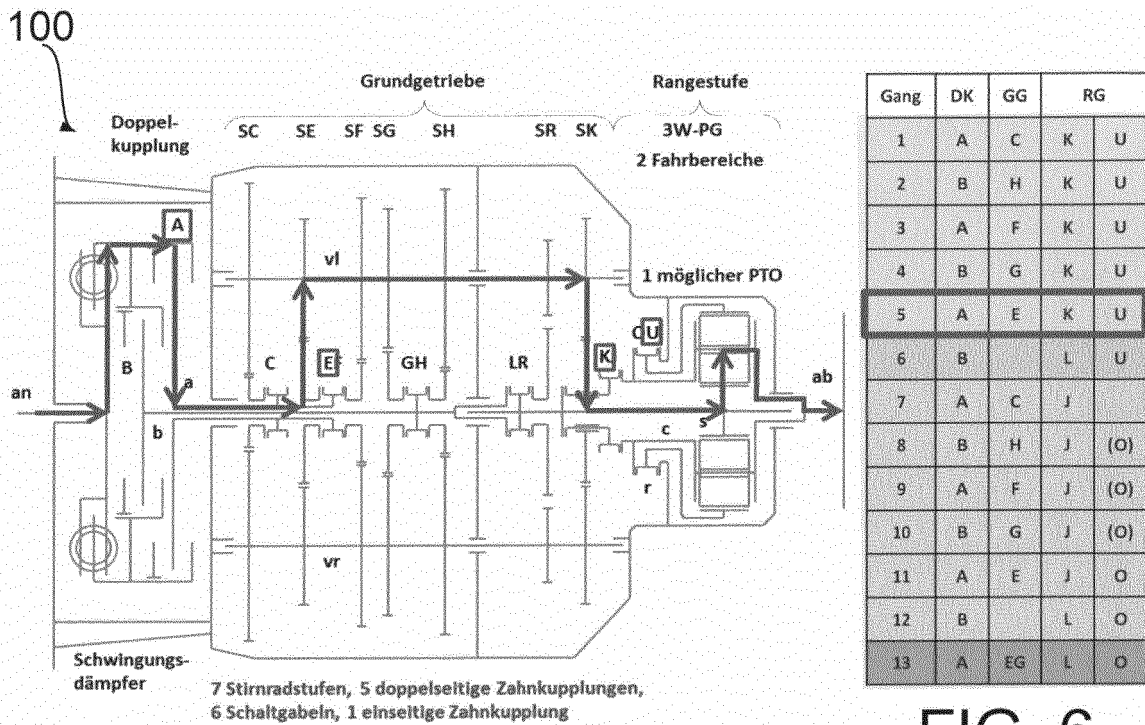 100
Grundgetriebe
Rangestufe
Doppel-
kupplung
SC SE SF SG SH SR SK
3W-PG
2 Fahrbereiche
A
vl
1 möglicher PTO
B
C
E
GH
LR
K
U
an
a
b
c
s
r
ab
vr
Schwingungs-
dämpfer
7 Stirnradstufen, 5 doppelseitige Zahnkupplungen,
6 Schaltgabeln, 1 einseitige Zahnkupplung
Gang DK GG RG
1 A C K U
2 B H K U
3 A F K U
4 B G K U
5 A E K U
6 B L U
7 A C J
8 B H J (O)
9 A F J (O)
10 B G J (O)
11 A E J O
12 B L O
13 A EG L O